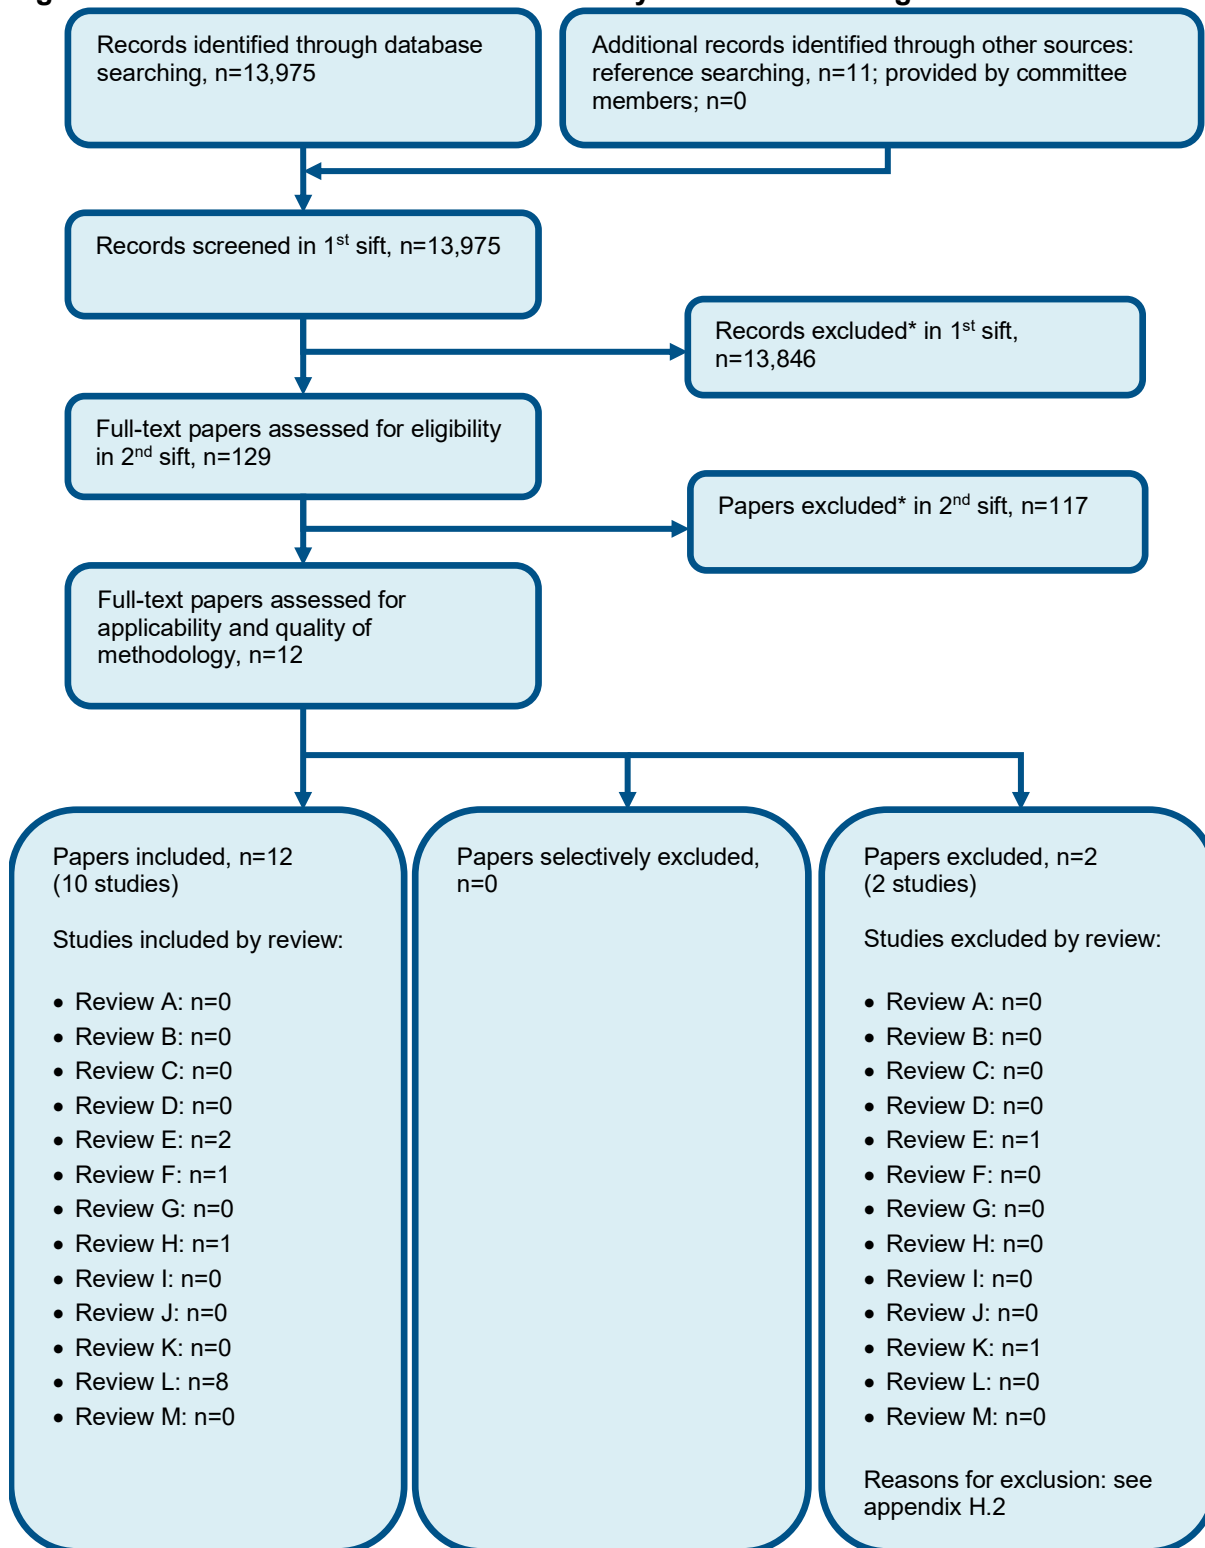 Records identified through database
searching, n=13,975
Additional records identified through other sources:
reference searching, n=11; provided by committee
members; n=0
Records screened in 1st sift, n=13,975
Records excluded* in 1st sift,
n=13,846
Full-text papers assessed for eligibility
in 2nd sift, n=129
Papers excluded* in 2nd sift, n=117
Full-text papers assessed for
applicability and quality of
methodology, n=12
Papers included, n=12
(10 studies)
Studies included by review:
• Review A: n=0
• Review B: n=0
• Review C: n=0
• Review D: n=0
• Review E: n=2
• Review F: n=1
• Review G: n=0
• Review H: n=1
• Review I: n=0
• Review J: n=0
• Review K: n=0
• Review L: n=8
• Review M: n=0
Papers selectively excluded,
n=0
Papers excluded, n=2
(2 studies)
Studies excluded by review:
• Review A: n=0
• Review B: n=0
• Review C: n=0
• Review D: n=0
• Review E: n=1
• Review F: n=0
• Review G: n=0
• Review H: n=0
• Review I: n=0
• Review J: n=0
• Review K: n=1
• Review L: n=0
• Review M: n=0
Reasons for exclusion: see
appendix H.2